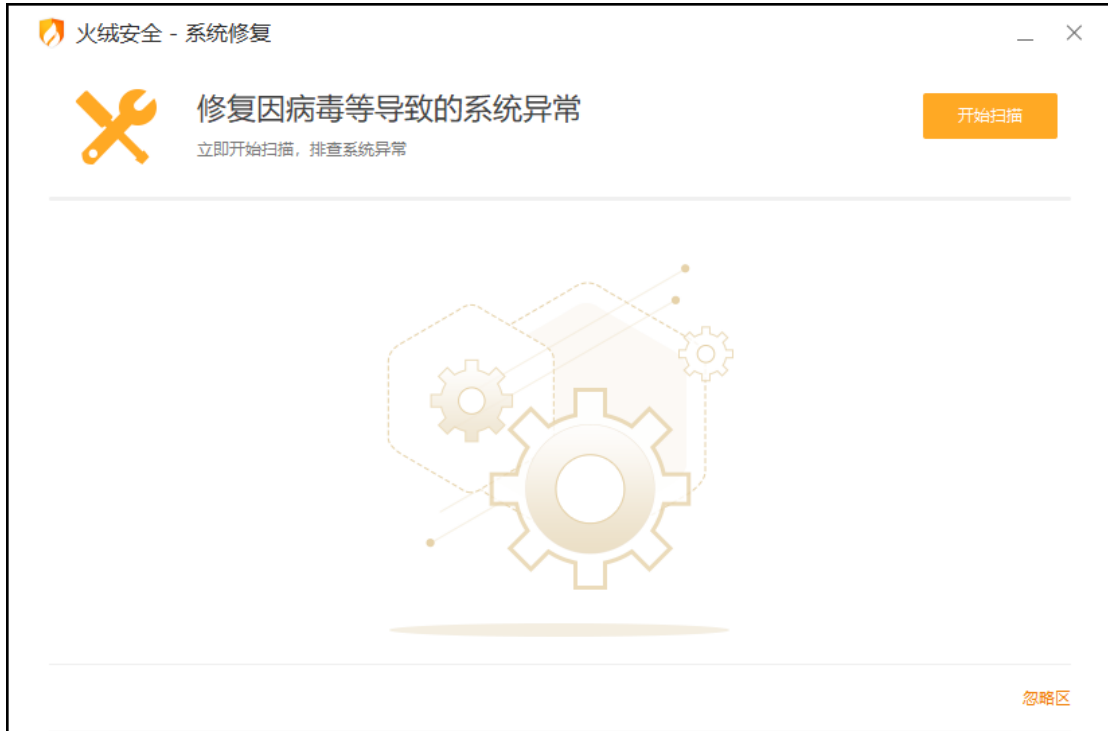 火绒安全 - 系统修复
修复因病毒等导致的系统异常
开始扫描
立即开始扫描，排查系统异常
忽略区